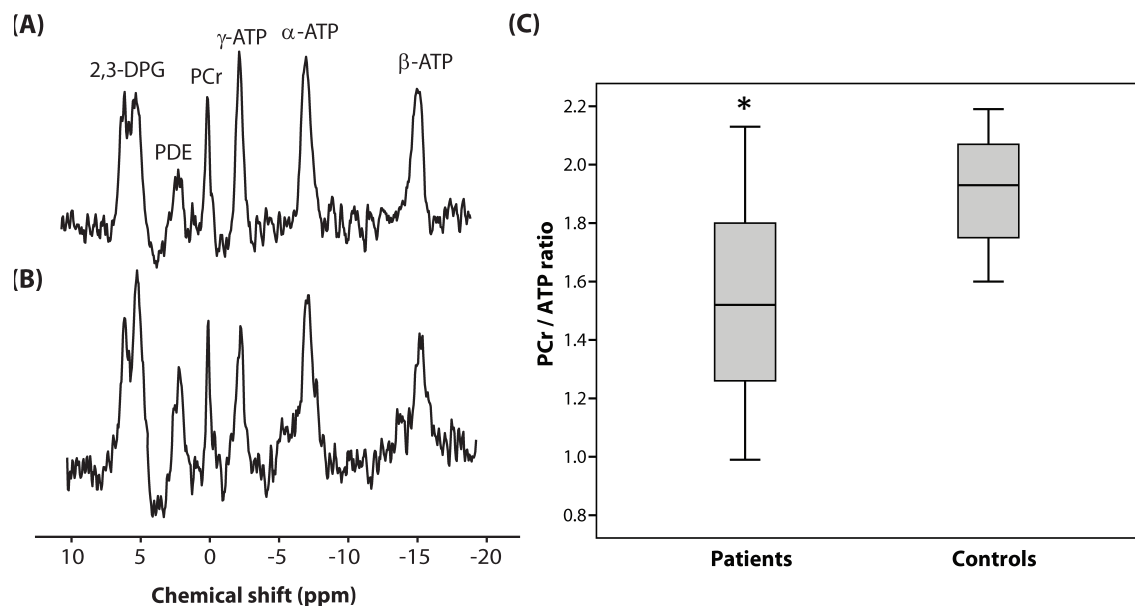 (A)
2,3-DPG
PDE
PCr
γ-ATP
α-ATP
β-ATP
(B)
10 5 0 -5 -10 -15 -20
Chemical shift (ppm)
(C)
PCr / ATP ratio
2.2
2.0
1.8
1.6
1.4
1.2
1.0
0.8
*
Patients Controls